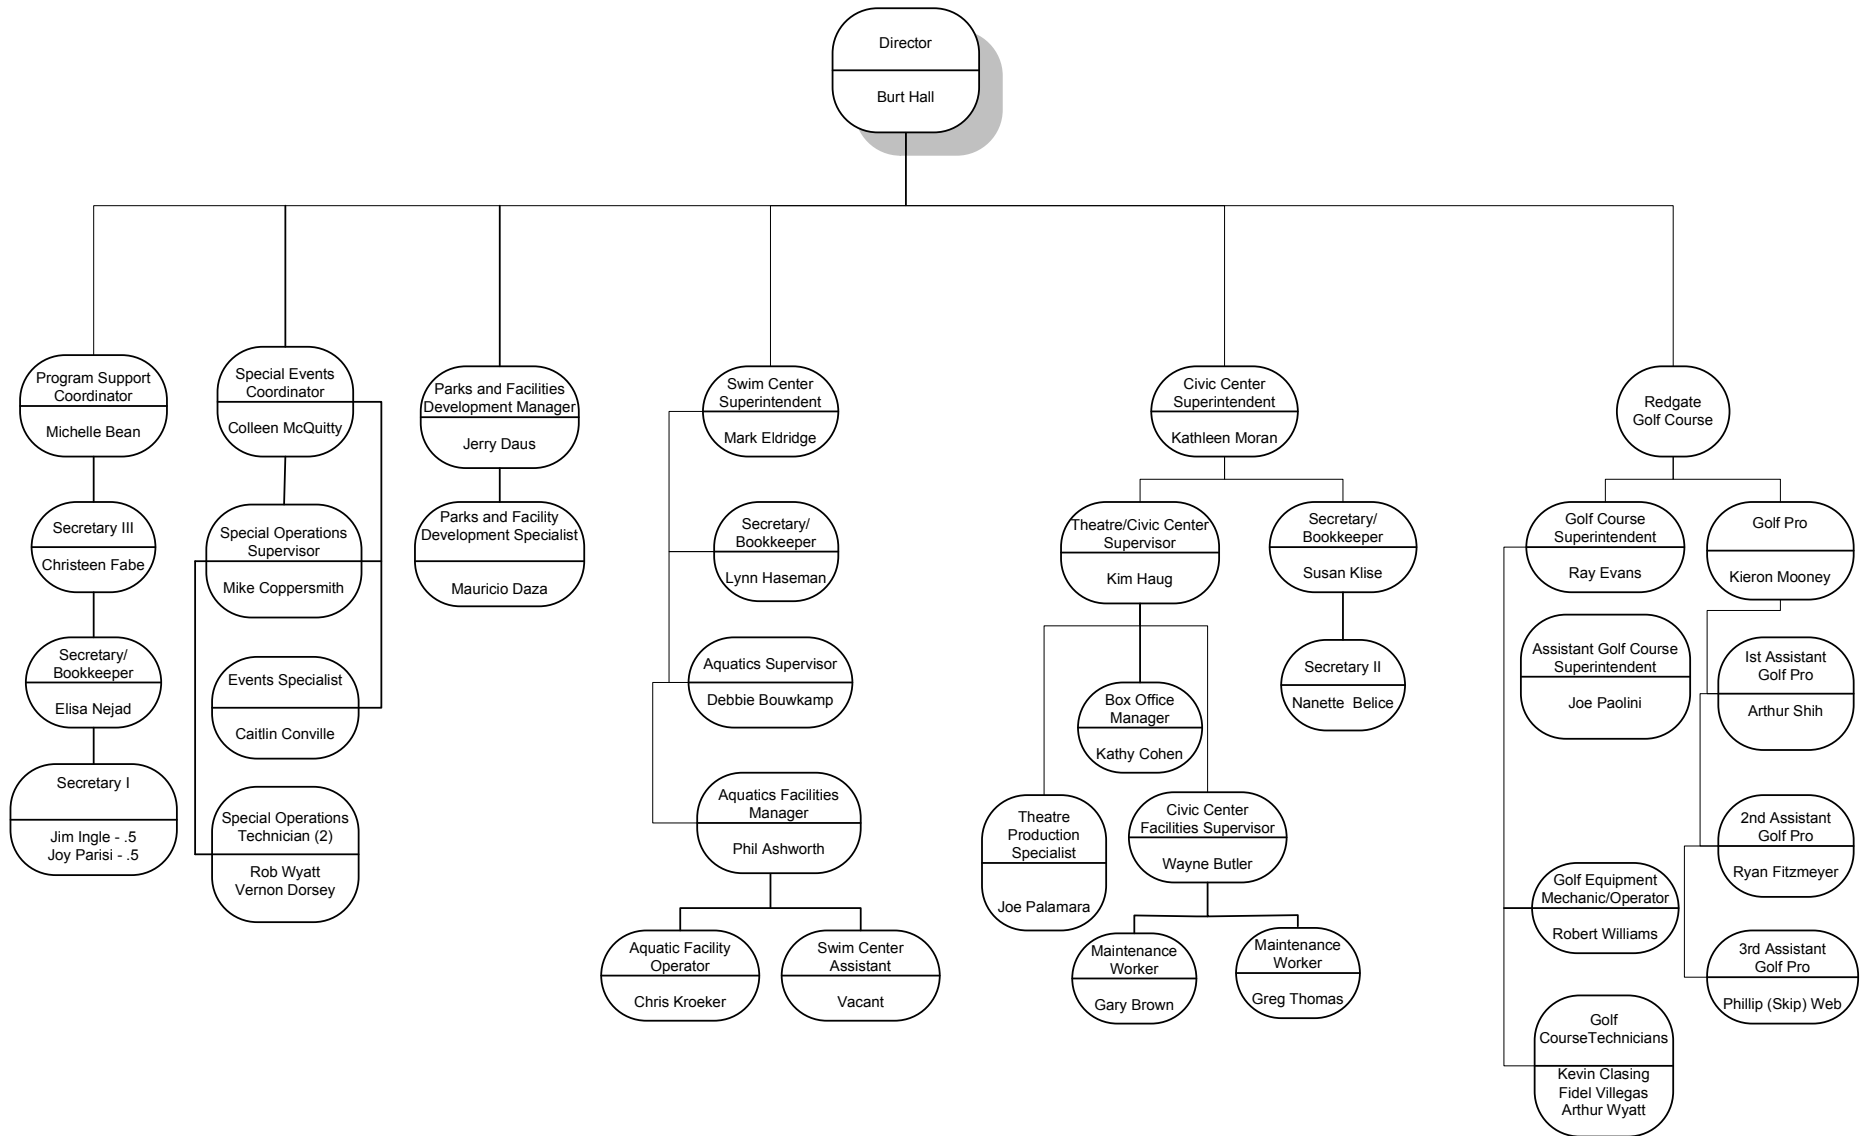 Director
Burt Hall
Program Support
Coordinator
Michelle Bean
Secretary III
Christeen Fabe
Secretary/
Bookkeeper
Elisa Nejad
Secretary I
Jim Ingle - .5
Joy Parisi - .5
Special Events
Coordinator
Colleen McQuitty
Special Operations
Supervisor
Mike Coppersmith
Events Specialist
Caitlin Conville
Special Operations
Technician (2)
Rob Wyatt
Vernon Dorsey
Parks and Facilities
Development Manager
Jerry Daus
Parks and Facility
Development Specialist
Mauricio Daza
Swim Center
Superintendent
Mark Eldridge
Secretary/
Bookkeeper
Lynn Haseman
Aquatics Supervisor
Debbie Bouwkamp
Aquatics Facilities
Manager
Phil Ashworth
Aquatic Facility
Operator
Chris Kroeker
Swim Center
Assistant
Vacant
Civic Center
Superintendent
Kathleen Moran
Theatre/Civic Center
Supervisor
Kim Haug
Secretary/
Bookkeeper
Susan Klise
Secretary II
Nanette  Belice
Box Office
Manager
Kathy Cohen
Theatre
Production
Specialist
Joe Palamara
Civic Center
Facilities Supervisor
Wayne Butler
Maintenance
Worker
Gary Brown
Maintenance
Worker
Greg Thomas
Redgate
Golf Course
Golf Course
Superintendent
Ray Evans
Assistant Golf Course
Superintendent
Joe Paolini
Golf Equipment
Mechanic/Operator
Robert Williams
Golf
CourseTechnicians
Kevin Clasing
Fidel Villegas
Arthur Wyatt
Golf Pro
Kieron Mooney
Ist Assistant
Golf Pro
Arthur Shih
2nd Assistant
Golf Pro
Ryan Fitzmeyer
3rd Assistant
Golf Pro
Phillip (Skip) Web